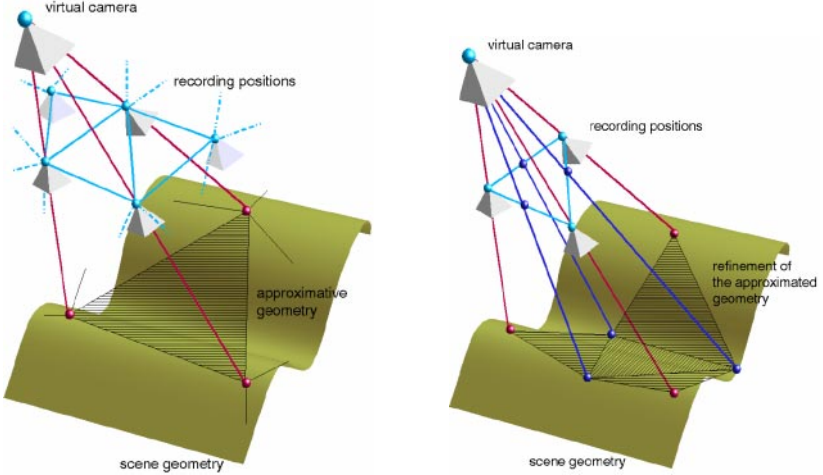 virtual camera
recording positions
approximative
geometry
scene geometry
virtual camera
recording positions
refinement of
the approximated
geometry
scene geometry